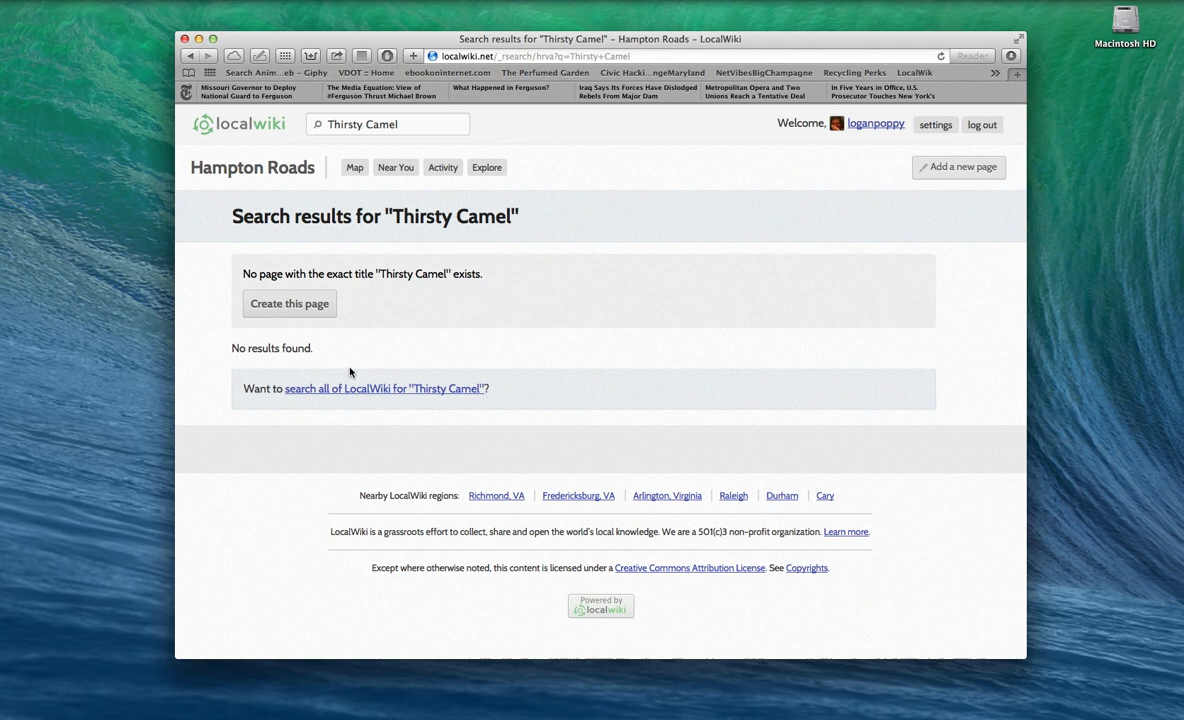 Search results for "Thirsty Camel" – Hampton Roads – LocalWiki
Macintosh HD
localwiki.net/_rsearch/hrva?q=Thirsty+Camel
Reader
Search Anim...eb - Giphy VDOT :: Home ebookoninternet.com The Perfumed Garden Civic Hacki...ngeMaryland NetVibesBigChampagne Recycling Perks LocalWik
Missouri Governor to Deploy National Guard to Ferguson
The Media Equation: View of #Ferguson Thrust Michael Brown
What Happened in Ferguson?
Iraq Says Its Forces Have Dislodged Rebels From Major Dam
Metropolitan Opera and Two Unions Reach a Tentative Deal
In Five Years in Office, U.S. Prosecutor Touches New York's
localwiki
Thirsty Camel
Welcome, loganpoppy settings log out
Hampton Roads Map Near You Activity Explore Add a new page
Search results for "Thirsty Camel"
No page with the exact title "Thirsty Camel" exists.
Create this page
No results found.
Want to search all of LocalWiki for "Thirsty Camel"?
Nearby LocalWiki regions: Richmond, VA Fredericksburg, VA Arlington, Virginia Raleigh Durham Cary
LocalWiki is a grassroots effort to collect, share and open the world's local knowledge. We are a 501(c)3 non-profit organization. Learn more.
Except where otherwise noted, this content is licensed under a Creative Commons Attribution License. See Copyrights.
Powered by
localwiki